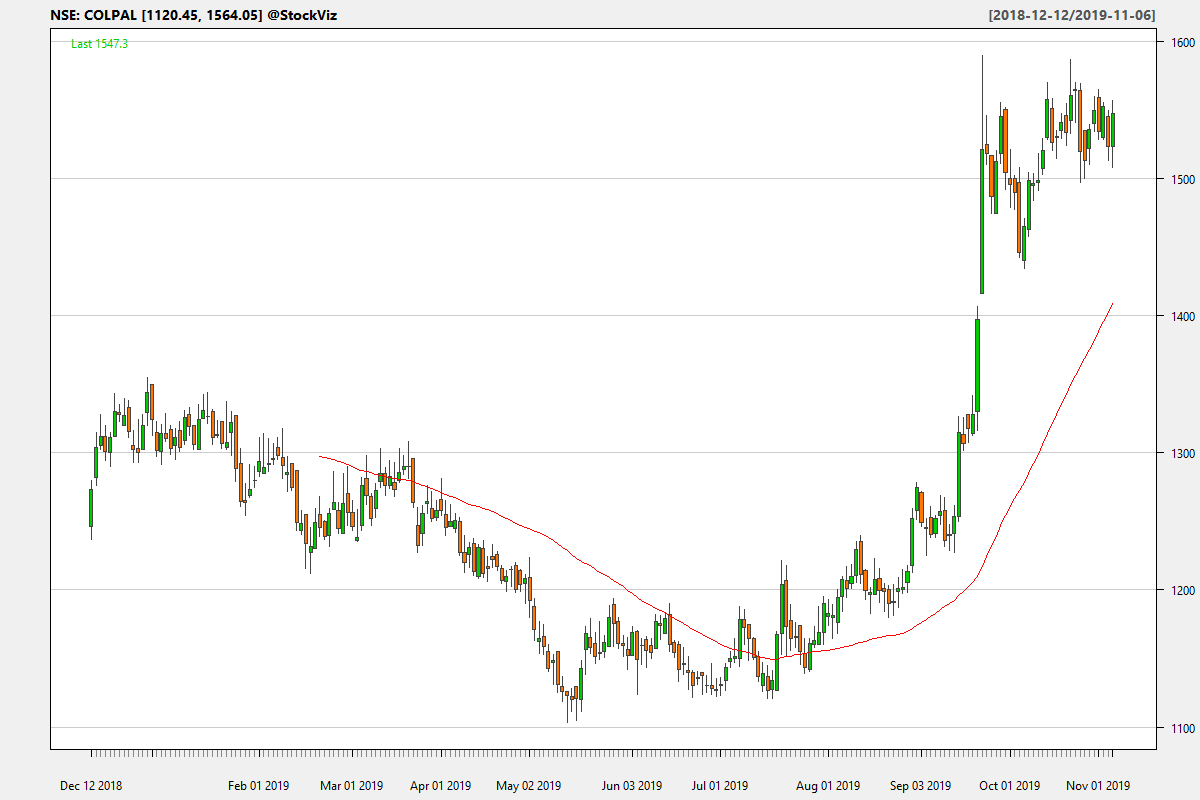 NSE: COLPAL [1120.45, 1564.05] @StockViz [2018-12-12/2019-11-06]
Last 1547.3
1600
1500
1400
1300
1200
1100
Dec 12 2018 Feb 01 2019 Mar 01 2019 Apr 01 2019 May 02 2019 Jun 03 2019 Jul 01 2019 Aug 01 2019 Sep 03 2019 Oct 01 2019 Nov 01 2019